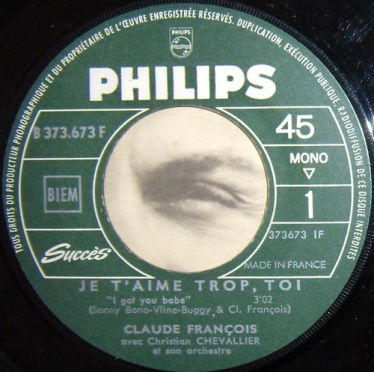 TOUS DROITS DU PRODUCTEUR PHONOGRAPHIQUE ET DU PROPRIÉTAIRE DE L'ŒUVRE ENREGISTRÉE RÉSERVÉS. DUPLICATION, EXÉCUTION PUBLIQUE, RADIODIFFUSION DE CE DISQUE INTERDITES
PHILIPS
PHILIPS
B 373.673 F
45
MONO
BIEM
1
373673 1F
Succès
MADE IN FRANCE
JE T'AIME TROP, TOI
"I got you babe" 3'02
(Sonny Bono-Vline-Buggy & Cl. François)
CLAUDE FRANÇOIS
avec Christian CHEVALLIER
et son orchestre